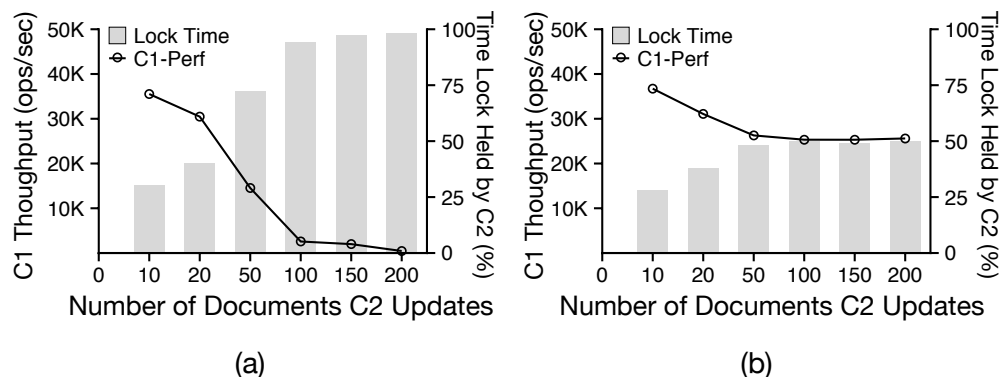 50K
40K
30K
20K
10K
C1 Thoughput (ops/sec)
Lock Time
C1-Perf
100
75
50
25
0
Time Lock Held by C2 (%)
0 10 20 50 100 150 200
Number of Documents C2 Updates
(a)
50K
40K
30K
20K
10K
C1 Thoughput (ops/sec)
Lock Time
C1-Perf
100
75
50
25
0
Time Lock Held by C2 (%)
0 10 20 50 100 150 200
Number of Documents C2 Updates
(b)